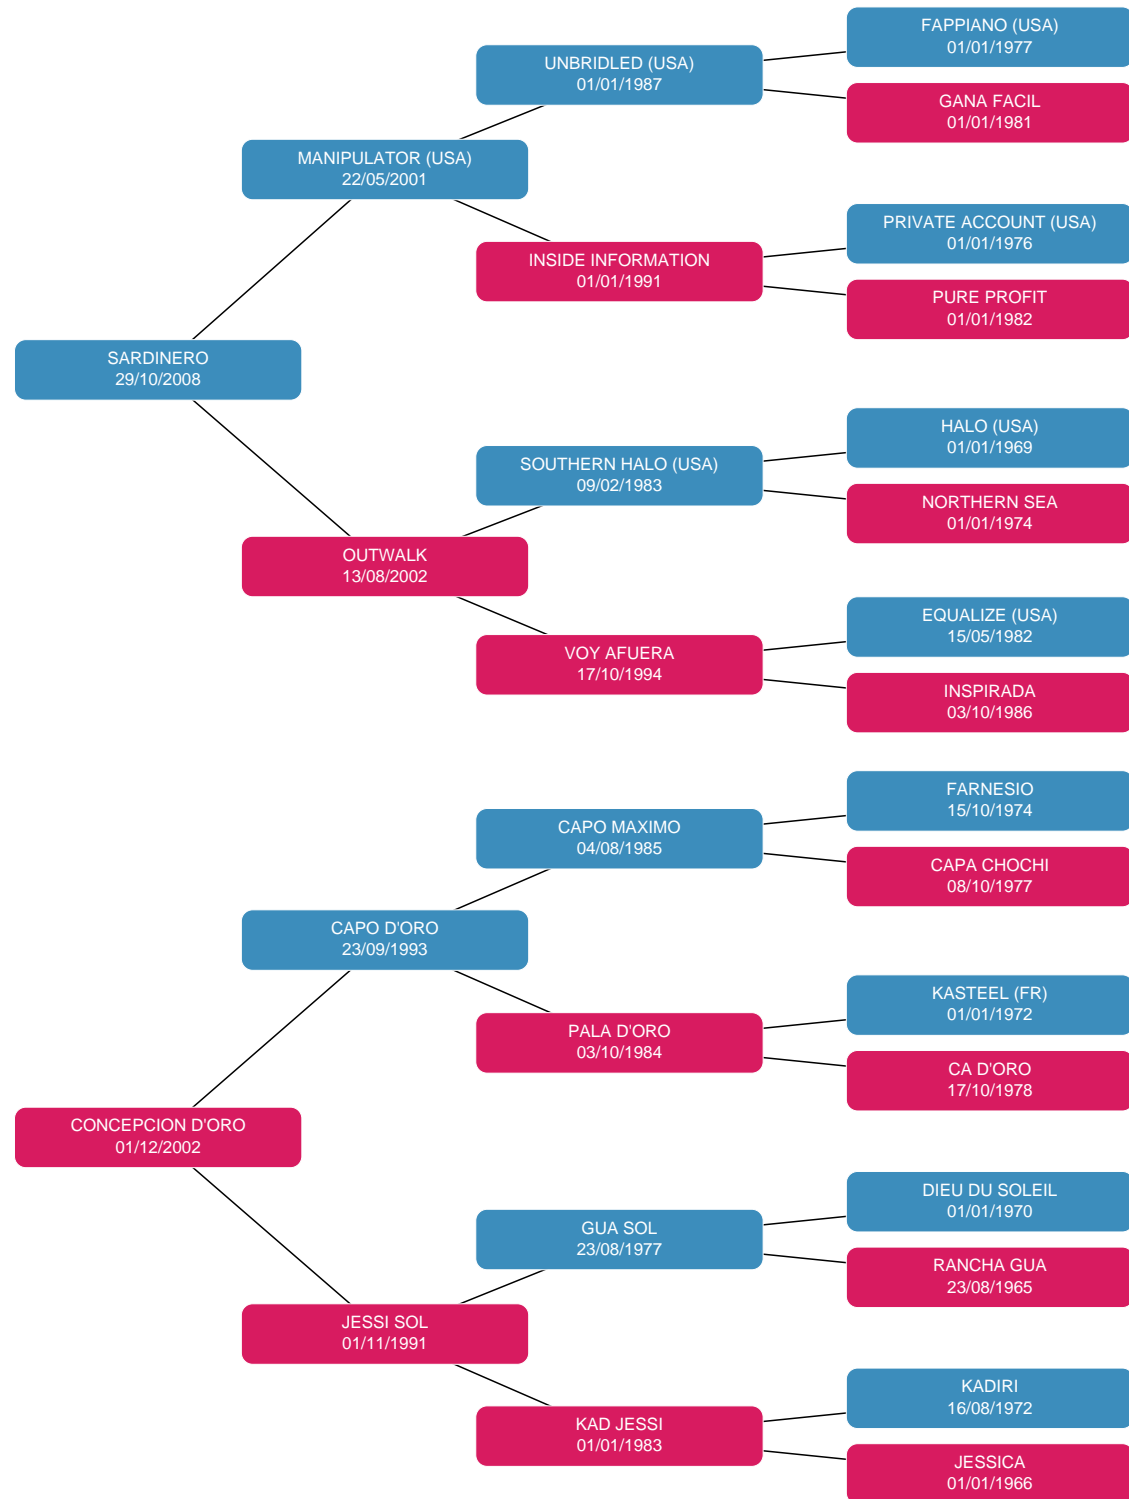 FAPPIANO (USA)
01/01/1977
UNBRIDLED (USA)
01/01/1987
GANA FACIL
01/01/1981
MANIPULATOR (USA)
22/05/2001
PRIVATE ACCOUNT (USA)
01/01/1976
INSIDE INFORMATION
01/01/1991
PURE PROFIT
01/01/1982
SARDINERO
29/10/2008
HALO (USA)
01/01/1969
SOUTHERN HALO (USA)
09/02/1983
NORTHERN SEA
01/01/1974
OUTWALK
13/08/2002
EQUALIZE (USA)
15/05/1982
VOY AFUERA
17/10/1994
INSPIRADA
03/10/1986
FARNESIO
15/10/1974
CAPO MAXIMO
04/08/1985
CAPA CHOCHI
08/10/1977
CAPO D'ORO
23/09/1993
KASTEEL (FR)
01/01/1972
PALA D'ORO
03/10/1984
CA D'ORO
17/10/1978
CONCEPCION D'ORO
01/12/2002
DIEU DU SOLEIL
01/01/1970
GUA SOL
23/08/1977
RANCHA GUA
23/08/1965
JESSI SOL
01/11/1991
KADIRI
16/08/1972
KAD JESSI
01/01/1983
JESSICA
01/01/1966